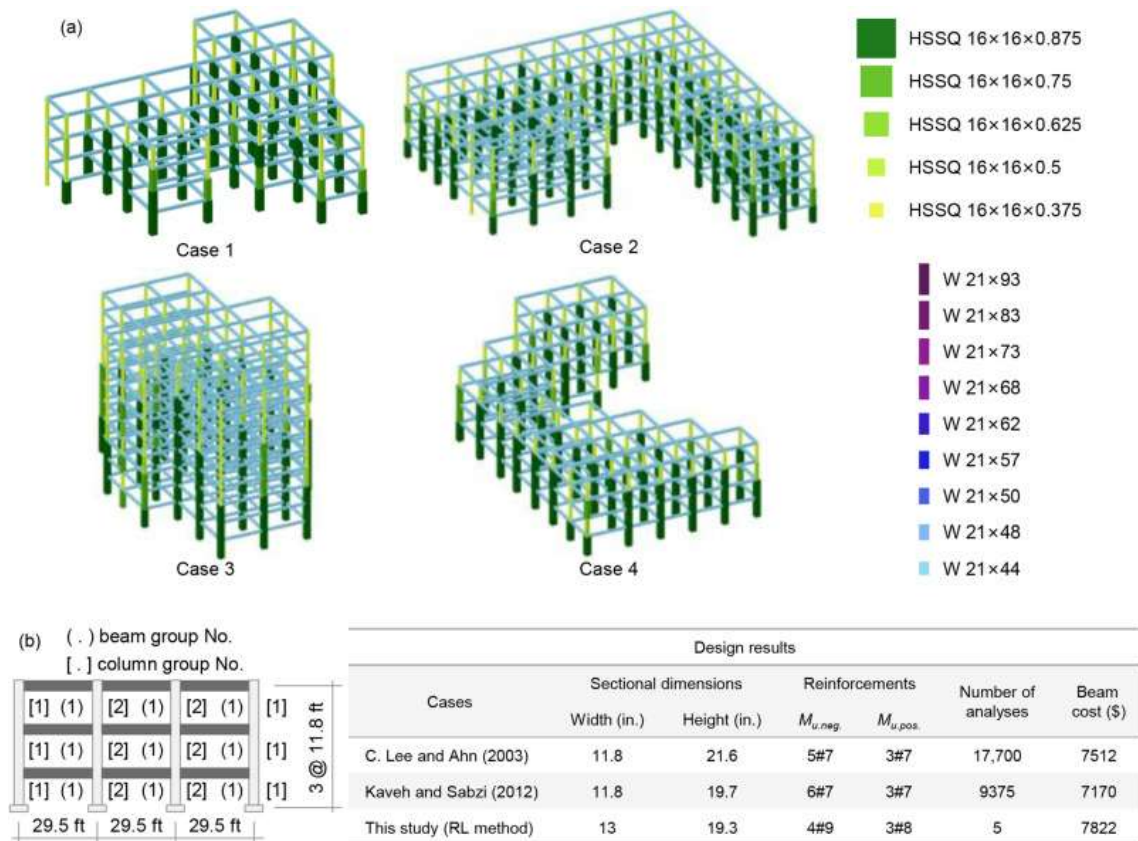 (a)
Case 1
Case 2
Case 3
Case 4
HSSQ 16×16×0.875
HSSQ 16×16×0.75
HSSQ 16×16×0.625
HSSQ 16×16×0.5
HSSQ 16×16×0.375
W 21×93
W 21×83
W 21×73
W 21×68
W 21×62
W 21×57
W 21×50
W 21×48
W 21×44
(b) ( . ) beam group No.
[ . ] column group No.
[1] (1) [2] (1) [2] (1) [1]
[1] (1) [2] (1) [2] (1) [1]
[1] (1) [2] (1) [2] (1) [1]
3 @ 11.8 ft
29.5 ft 29.5 ft 29.5 ft
Design results
Cases Sectional dimensions Reinforcements Number of analyses Beam cost ($)
Width (in.) Height (in.) Mu.neg. Mu.pos.
C. Lee and Ahn (2003) 11.8 21.6 5#7 3#7 17,700 7512
Kaveh and Sabzi (2012) 11.8 19.7 6#7 3#7 9375 7170
This study (RL method) 13 19.3 4#9 3#8 5 7822